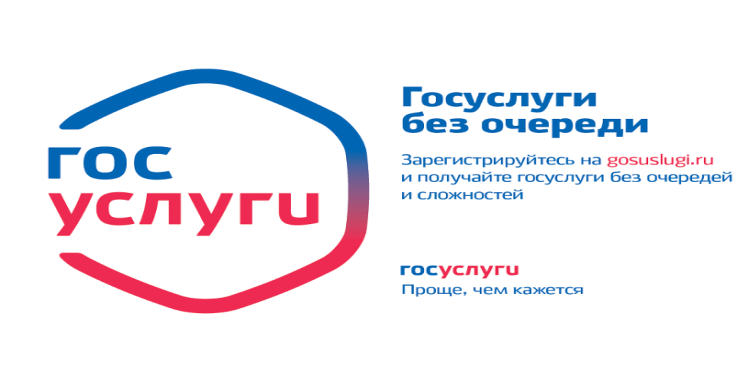 гос
услуги
Госуслуги
без очереди
Зарегистрируйтесь на gosuslugi.ru
и получайте госуслуги без очередей
и сложностей
госуслуги
Проще, чем кажется